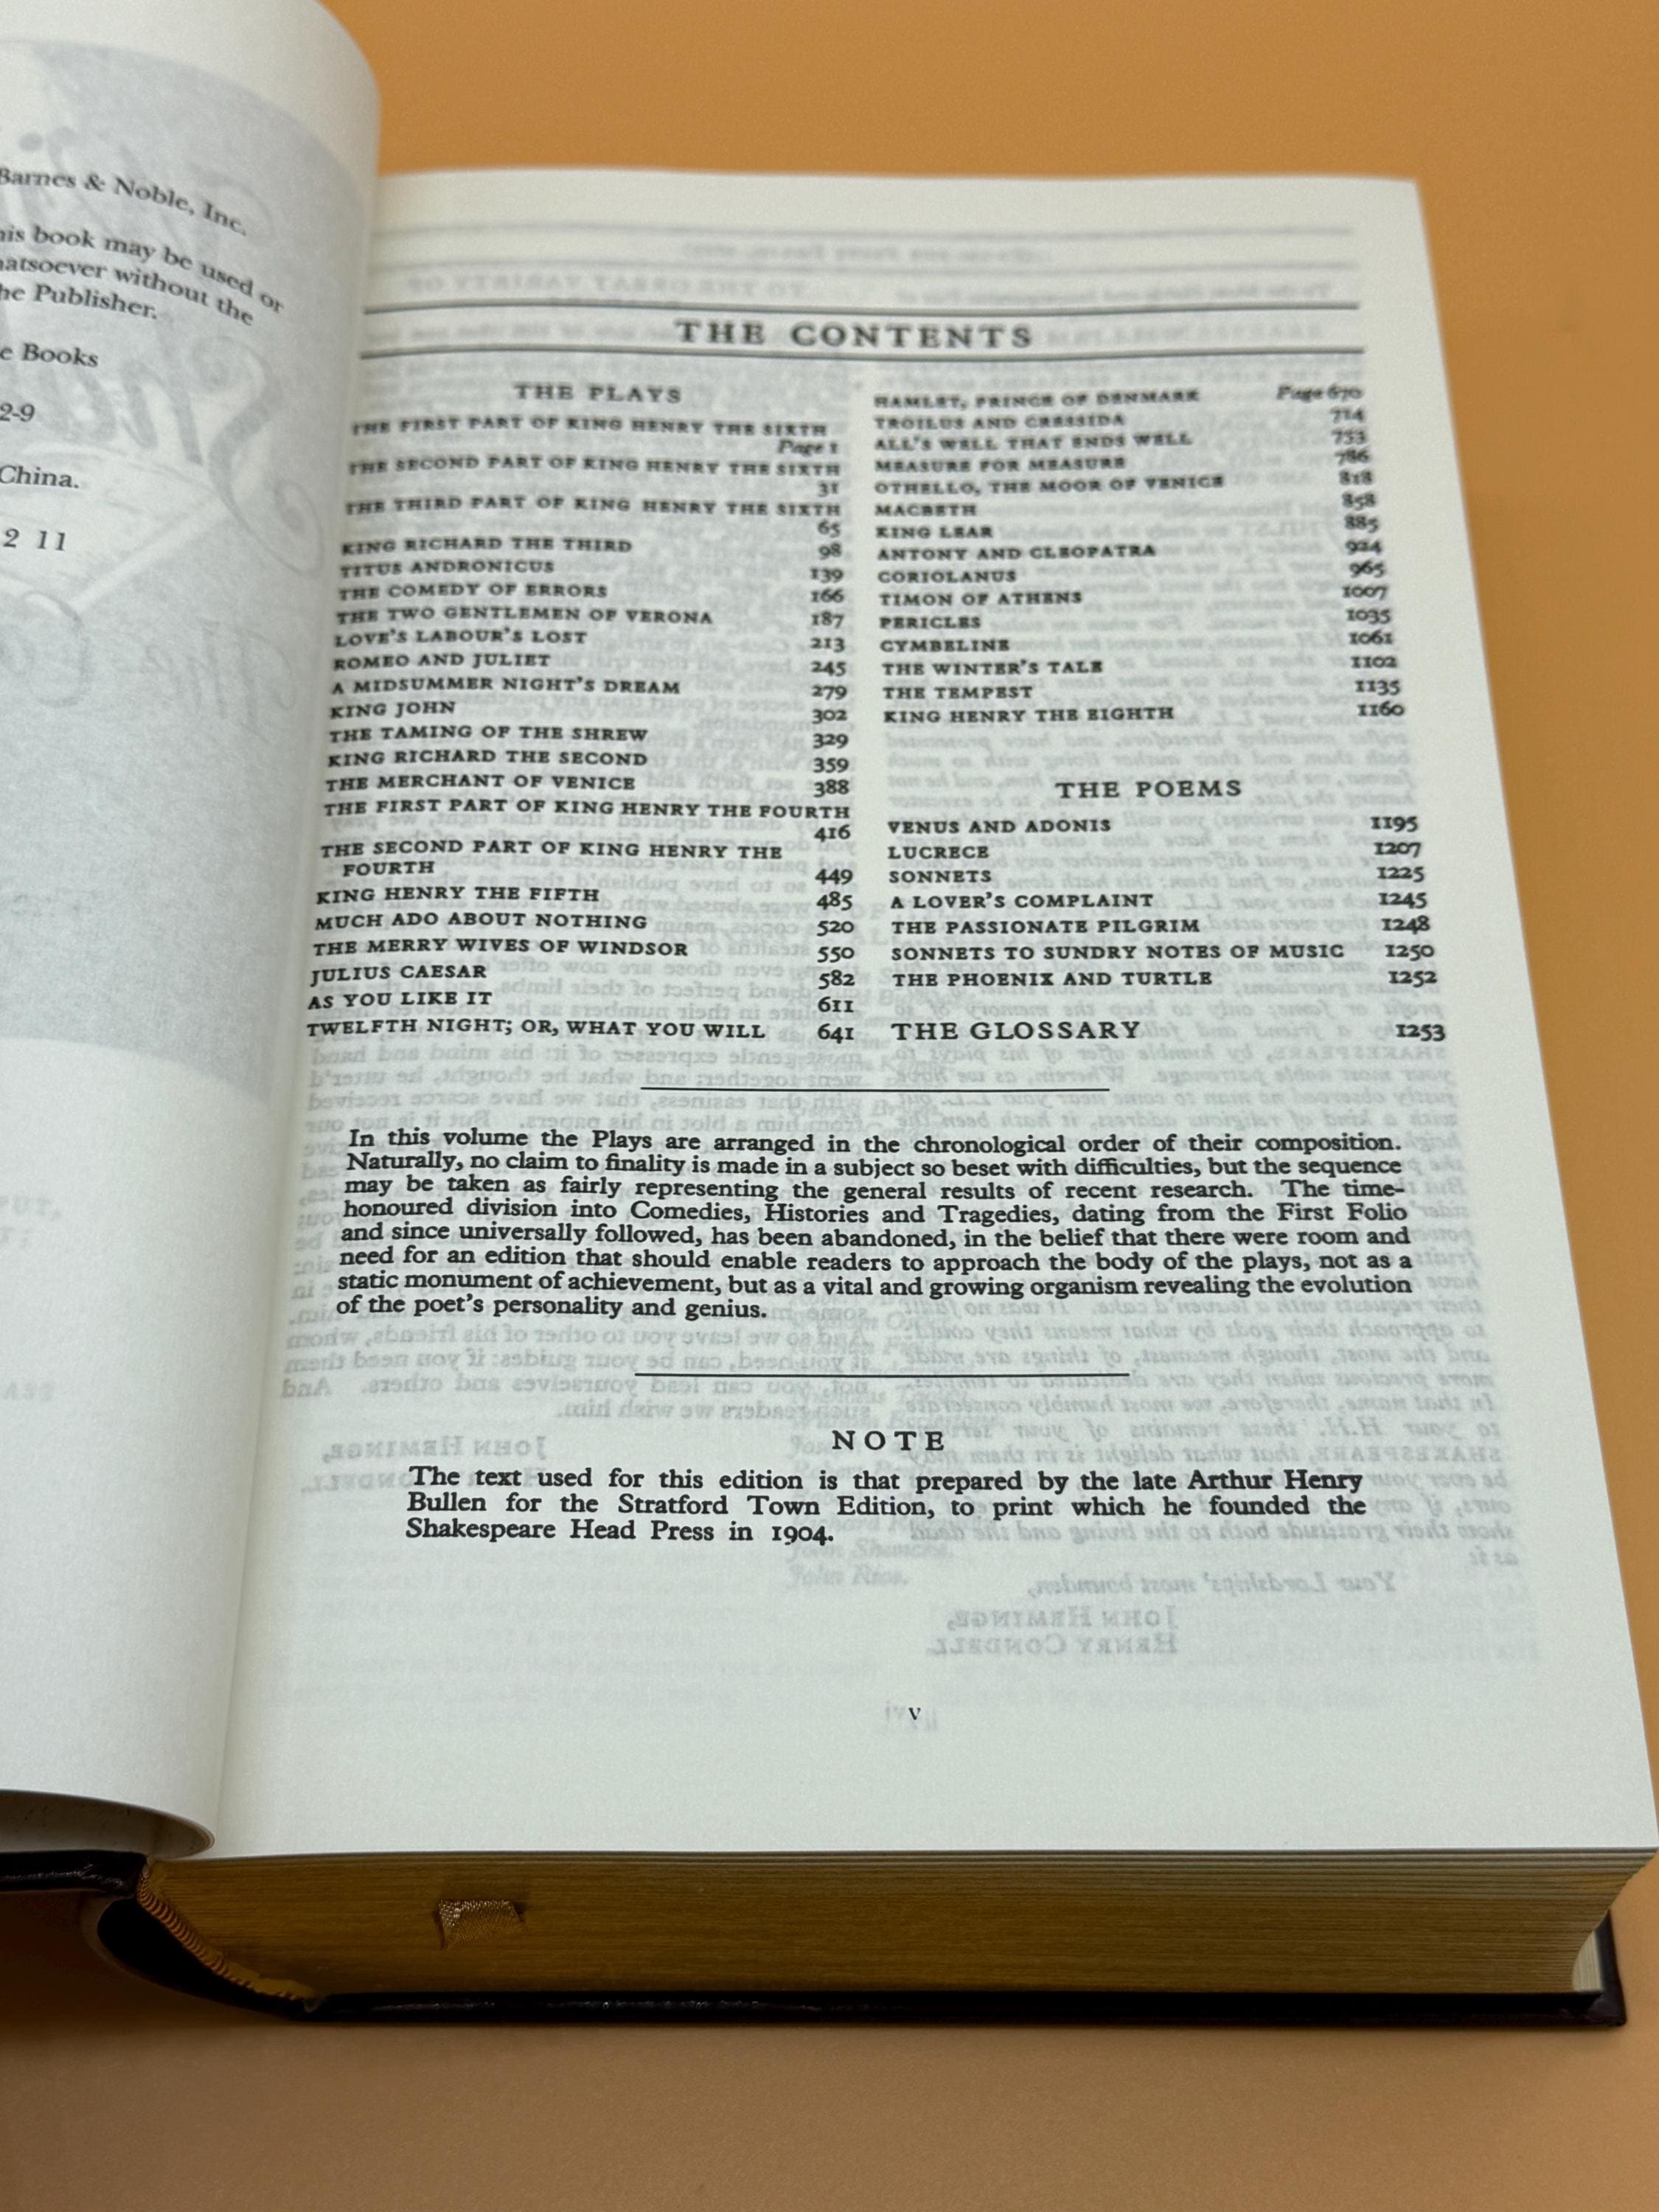 Barnes & Noble, Inc.
his book may be used or
hatsoever without the
he Publisher.
e Books
2-9
China.
2 11
THE CONTENTS
THE PLAYS
THE FIRST PART OF KING HENRY THE SIXTH
Page 1
THE SECOND PART OF KING HENRY THE SIXTH
31
THE THIRD PART OF KING HENRY THE SIXTH
65
KING RICHARD THE THIRD 98
TITUS ANDRONICUS 139
THE COMEDY OF ERRORS 166
THE TWO GENTLEMEN OF VERONA 187
LOVE'S LABOUR'S LOST 213
ROMEO AND JULIET 245
A MIDSUMMER NIGHT'S DREAM 279
KING JOHN 302
THE TAMING OF THE SHREW 329
KING RICHARD THE SECOND 359
THE MERCHANT OF VENICE 388
THE FIRST PART OF KING HENRY THE FOURTH
416
THE SECOND PART OF KING HENRY THE
FOURTH 449
KING HENRY THE FIFTH 485
MUCH ADO ABOUT NOTHING 520
THE MERRY WIVES OF WINDSOR 550
JULIUS CAESAR 582
AS YOU LIKE IT 611
TWELFTH NIGHT; OR, WHAT YOU WILL 641
HAMLET, PRINCE OF DENMARK Page 670
TROILUS AND CRESSIDA 714
ALL'S WELL THAT ENDS WELL 753
MEASURE FOR MEASURE 786
OTHELLO, THE MOOR OF VENICE 818
MACBETH 858
KING LEAR 885
ANTONY AND CLEOPATRA 924
CORIOLANUS 965
TIMON OF ATHENS 1007
PERICLES 1035
CYMBELINE 1061
THE WINTER'S TALE 1102
THE TEMPEST 1135
KING HENRY THE EIGHTH 1160
THE POEMS
VENUS AND ADONIS 1195
LUCRECE 1207
SONNETS 1225
A LOVER'S COMPLAINT 1245
THE PASSIONATE PILGRIM 1248
SONNETS TO SUNDRY NOTES OF MUSIC 1250
THE PHOENIX AND TURTLE 1252
THE GLOSSARY 1253
In this volume the Plays are arranged in the chronological order of their composition.
Naturally, no claim to finality is made in a subject so beset with difficulties, but the sequence
may be taken as fairly representing the general results of recent research. The time-
honoured division into Comedies, Histories and Tragedies, dating from the First Folio
and since universally followed, has been abandoned, in the belief that there were room and
need for an edition that should enable readers to approach the body of the plays, not as a
static monument of achievement, but as a vital and growing organism revealing the evolution
of the poet's personality and genius.
NOTE
The text used for this edition is that prepared by the late Arthur Henry
Bullen for the Stratford Town Edition, to print which he founded the
Shakespeare Head Press in 1904.
v